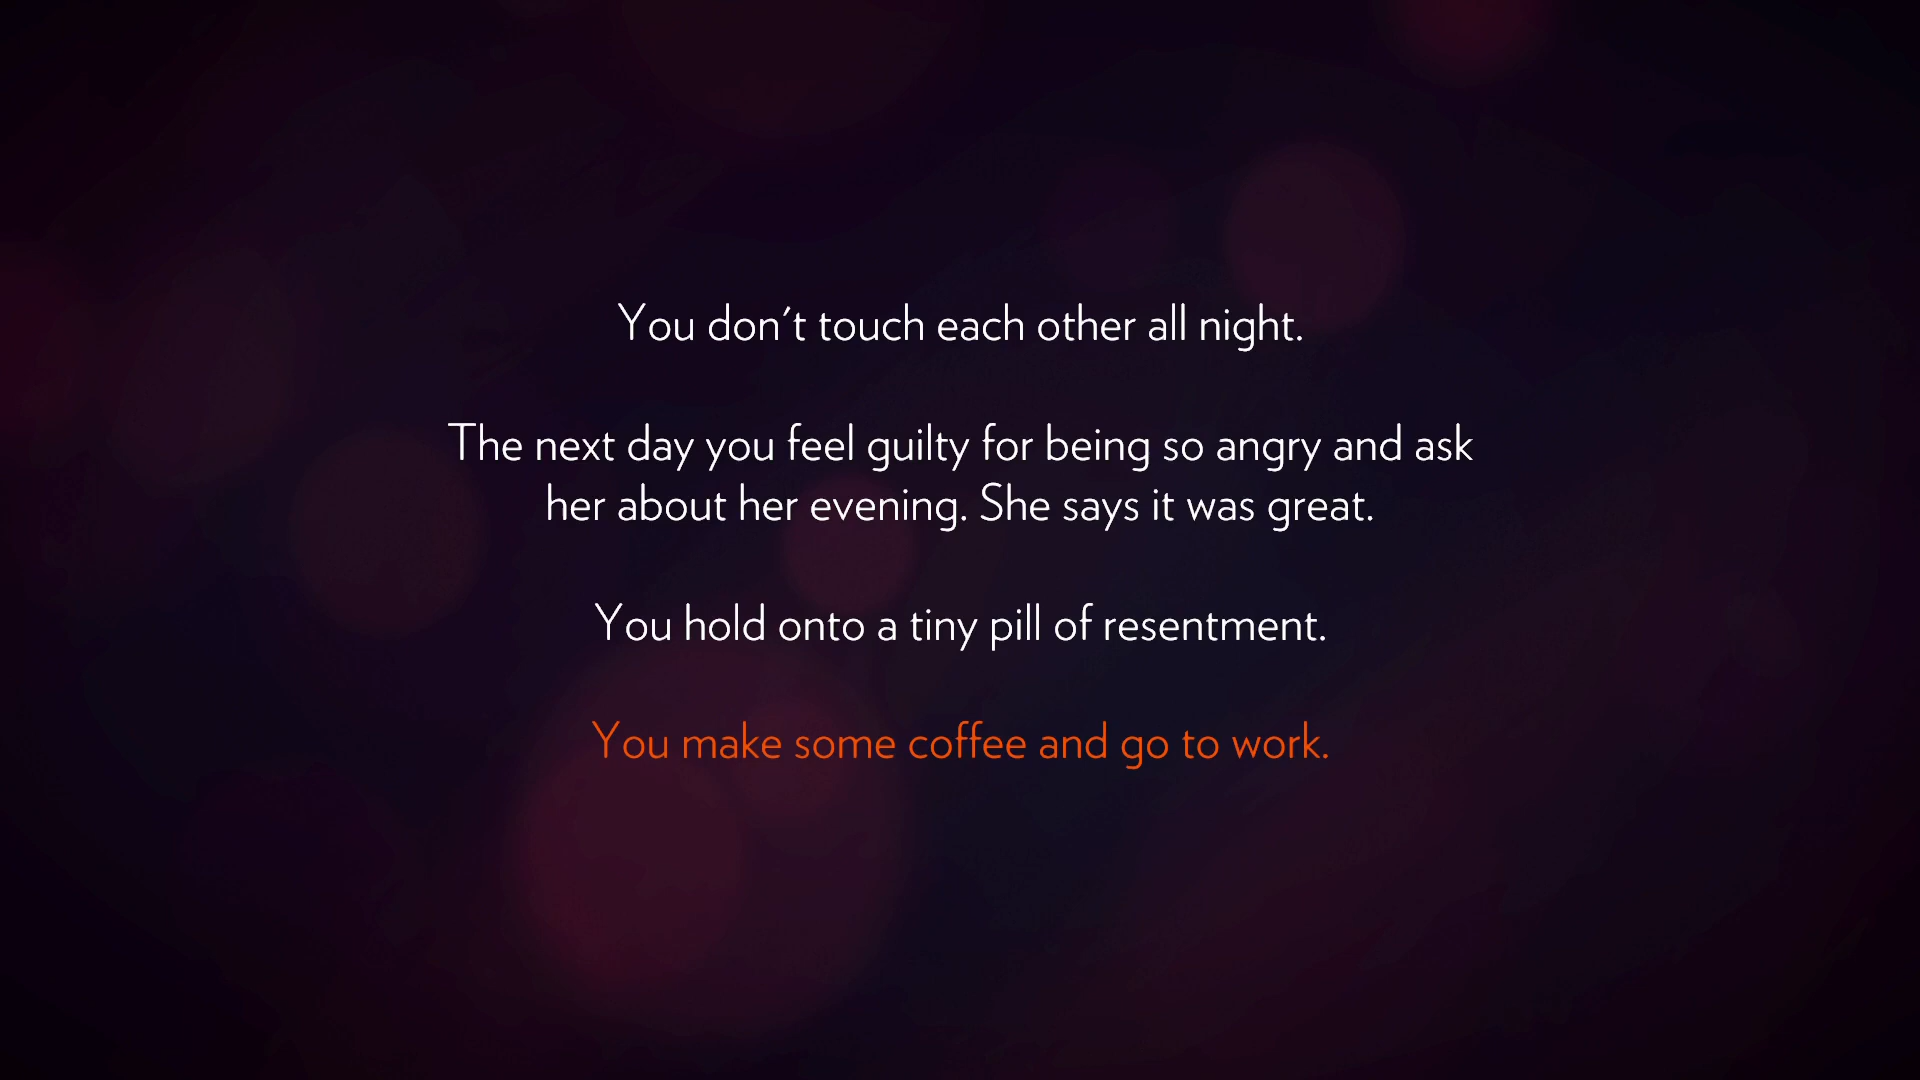 You don't touch each other all night.
The next day you feel guilty for being so angry and ask
her about her evening. She says it was great.
You hold onto a tiny pill of resentment.
You make some coffee and go to work.